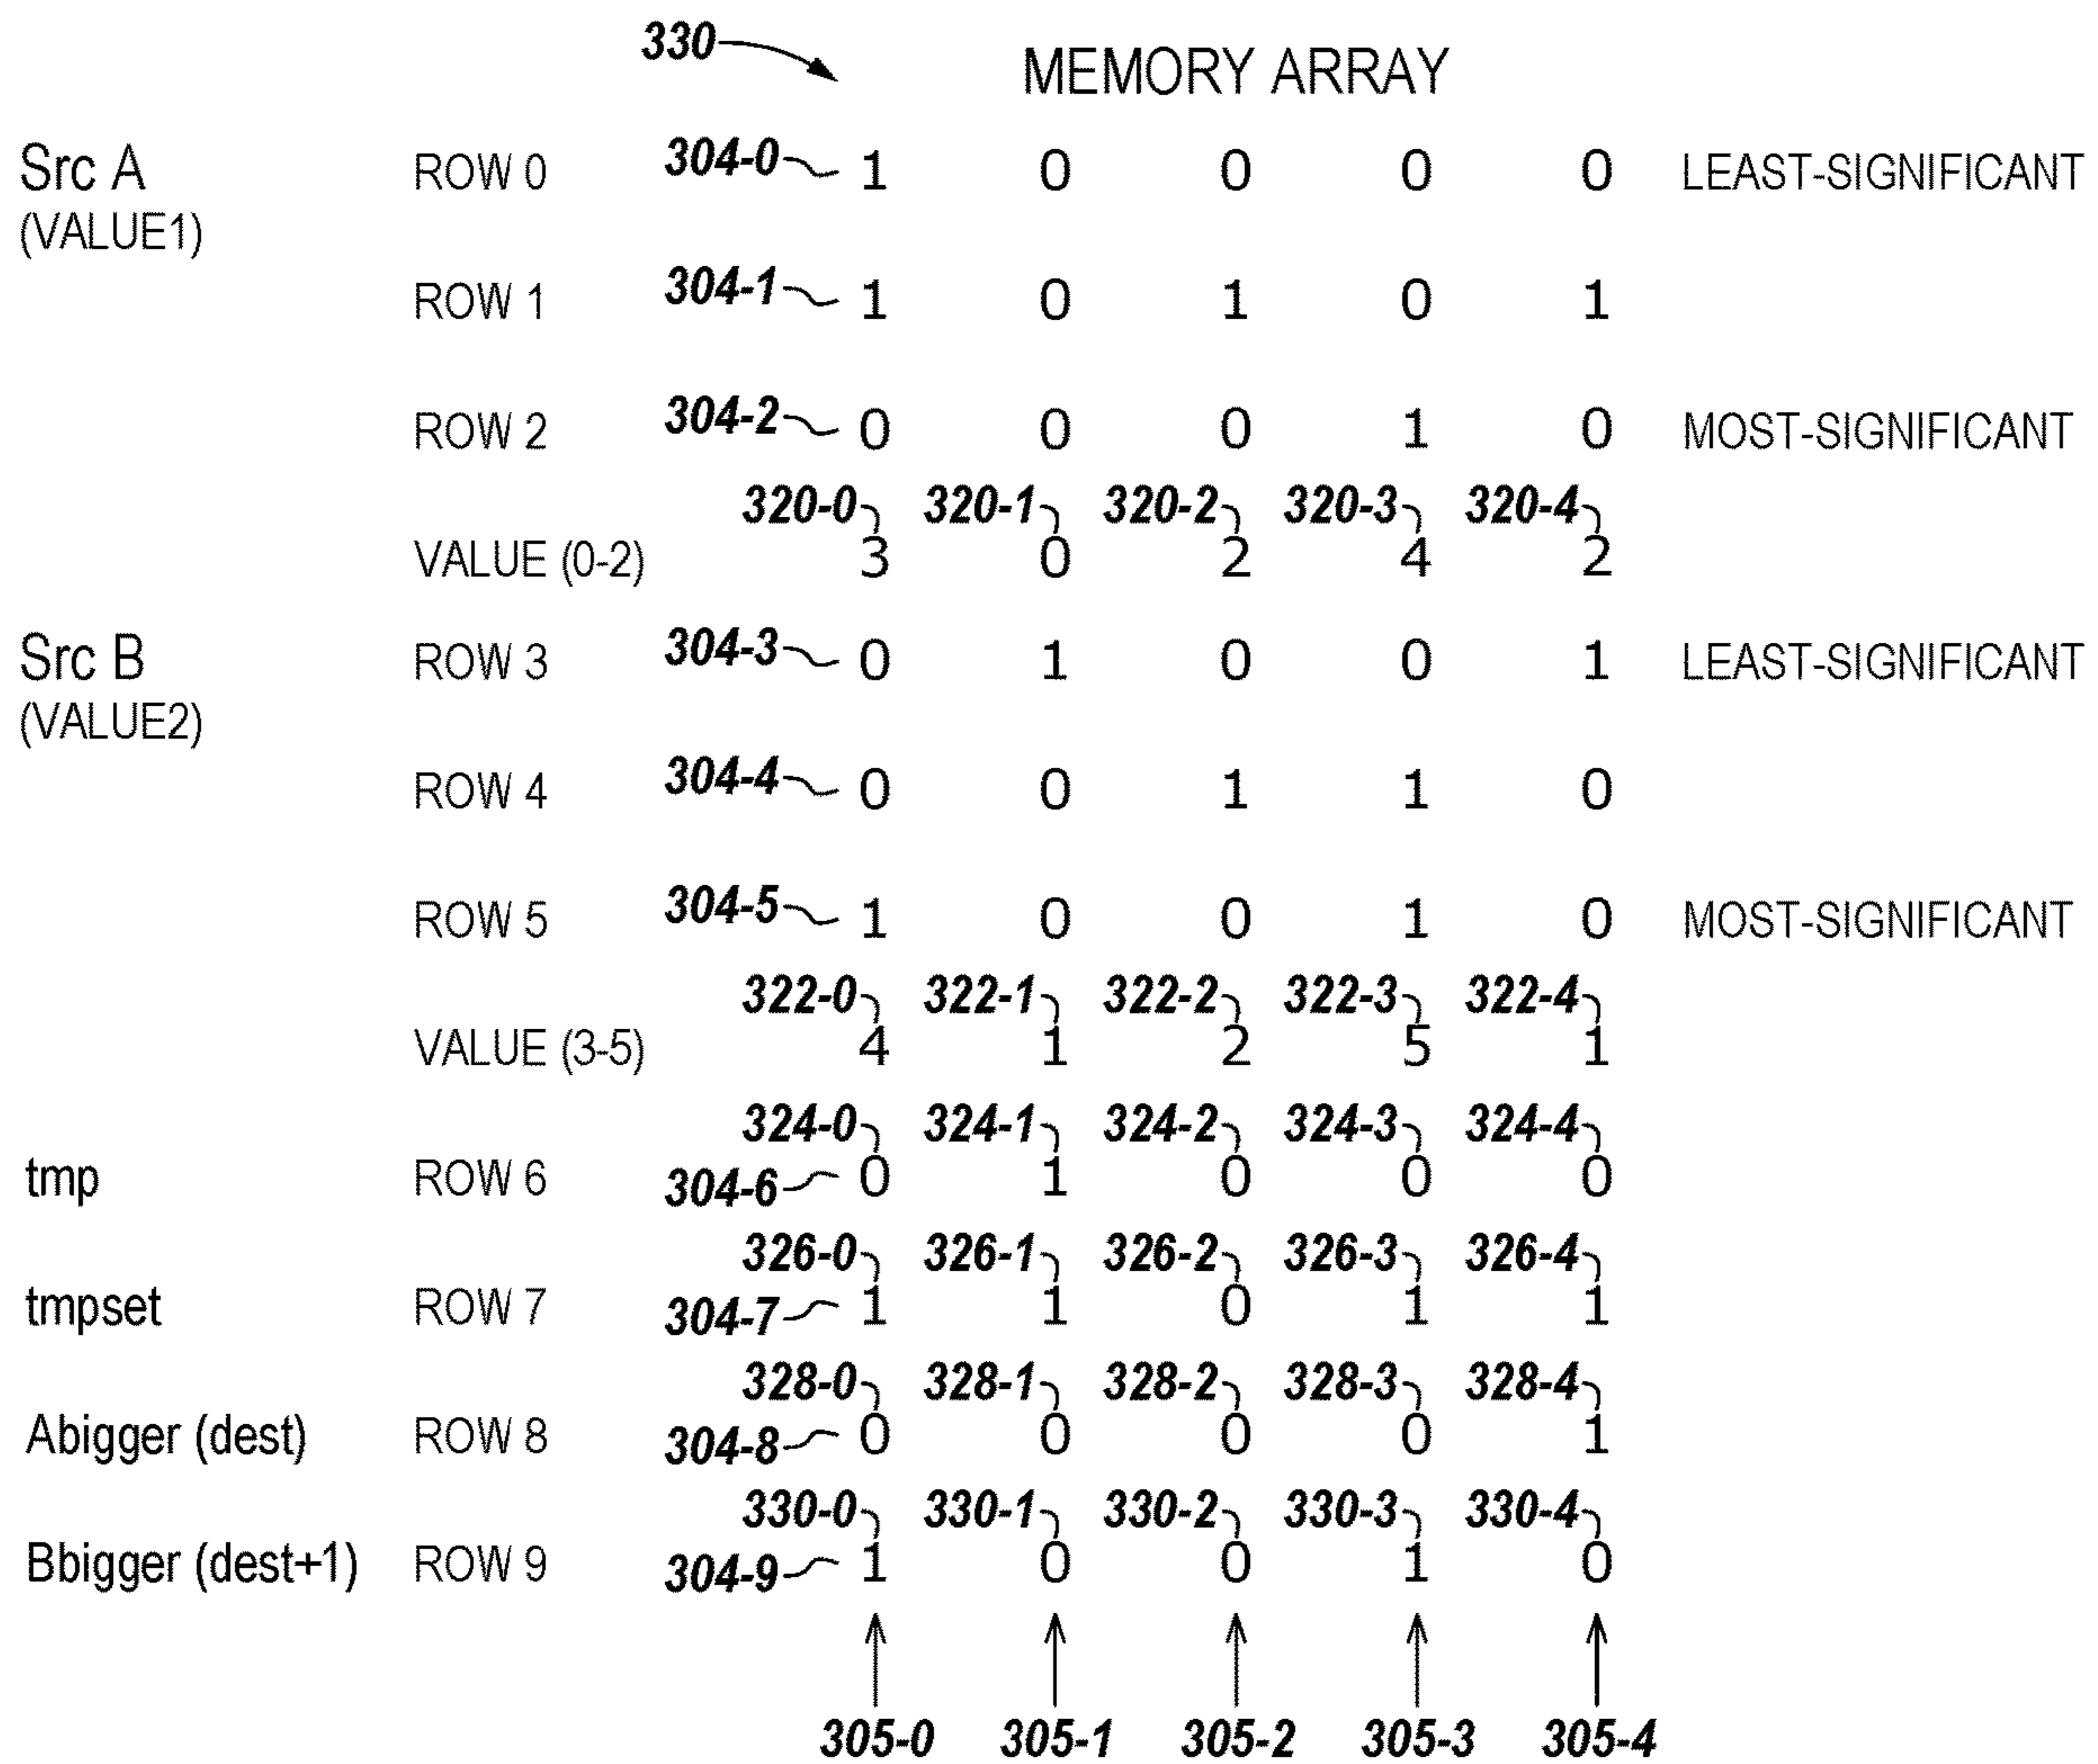 330 MEMORY ARRAY
Src A ROW 0 304-0 1 0 0 0 0 LEAST-SIGNIFICANT
(VALUE1)
ROW 1 304-1 1 0 1 0 1
ROW 2 304-2 0 0 0 1 0 MOST-SIGNIFICANT
320-0 320-1 320-2 320-3 320-4
VALUE (0-2) 3 0 2 4 2
Src B ROW 3 304-3 0 1 0 0 1 LEAST-SIGNIFICANT
(VALUE2)
ROW 4 304-4 0 0 1 1 0
ROW 5 304-5 1 0 0 1 0 MOST-SIGNIFICANT
322-0 322-1 322-2 322-3 322-4
VALUE (3-5) 4 1 2 5 1
324-0 324-1 324-2 324-3 324-4
tmp ROW 6 304-6 0 1 0 0 0
326-0 326-1 326-2 326-3 326-4
tmpset ROW 7 304-7 1 1 0 1 1
328-0 328-1 328-2 328-3 328-4
Abigger (dest) ROW 8 304-8 0 0 0 0 1
330-0 330-1 330-2 330-3 330-4
Bbigger (dest+1) ROW 9 304-9 1 0 0 1 0
305-0 305-1 305-2 305-3 305-4